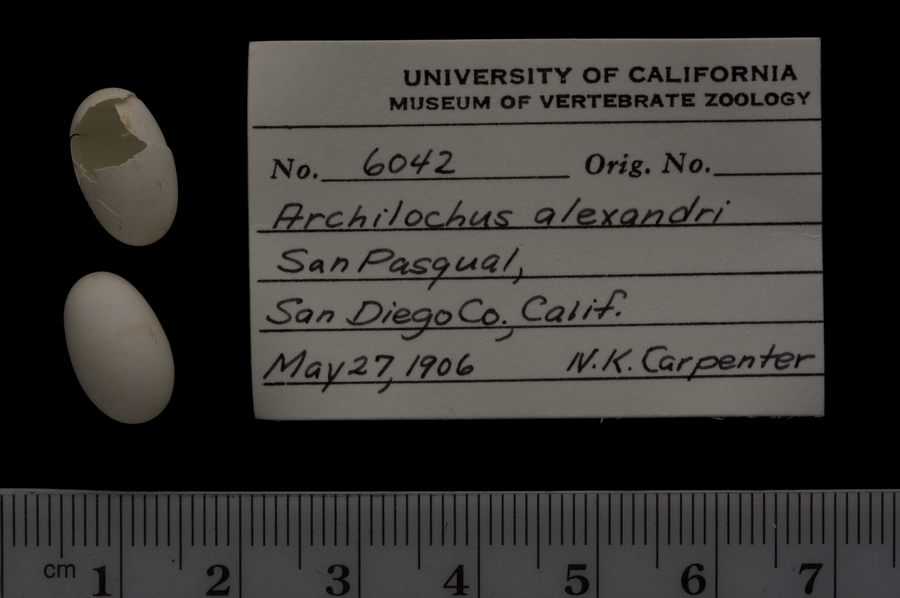 UNIVERSITY OF CALIFORNIA
MUSEUM OF VERTEBRATE ZOOLOGY
No. 6042 Orig. No.
Archilochus alexandri
San Pasqual,
San Diego Co., Calif.
May 27, 1906 N.K. Carpenter
cm 1 2 3 4 5 6 7